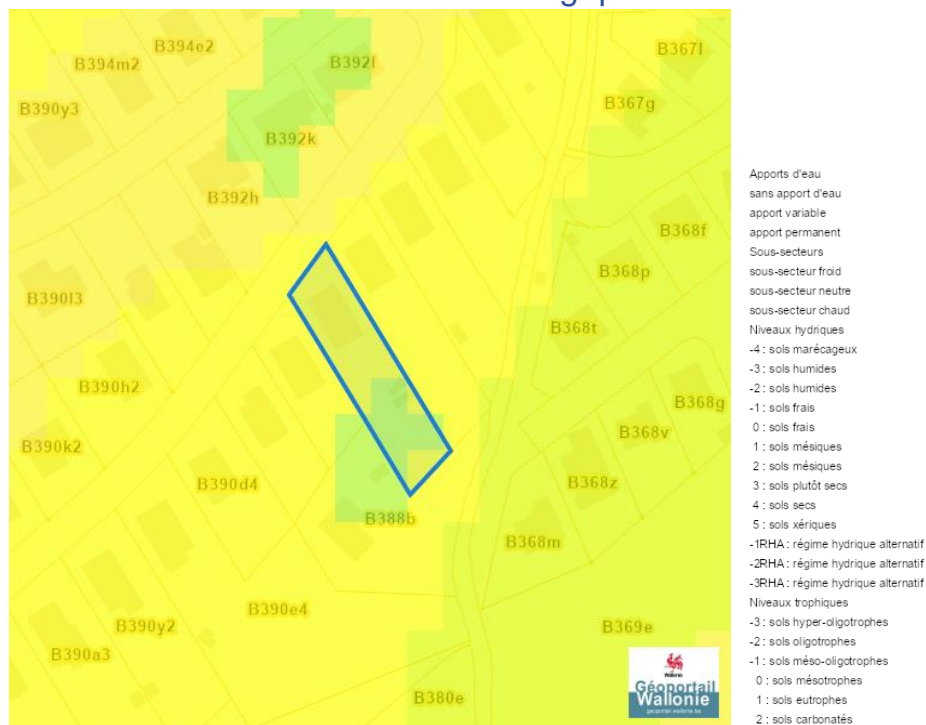 B394e2
B394m2
B392l
B367l
B390y3
B367g
B392k
B392h
B368f
B368p
B390l3
B368t
B390h2
B368g
B390k2
B368v
B390d4
B368z
B388b
B368m
B390e4
B390y2
B369e
B390a3
B380e
Wallonie
Géoportail
Wallonie
geoportail.wallonie.be
Apports d'eau
sans apport d'eau
apport variable
apport permanent
Sous-secteurs
sous-secteur froid
sous-secteur neutre
sous-secteur chaud
Niveaux hydriques
-4 : sols marécageux
-3 : sols humides
-2 : sols humides
-1 : sols frais
0 : sols frais
1 : sols mésiques
2 : sols mésiques
3 : sols plutôt secs
4 : sols secs
5 : sols xériques
-1RHA : régime hydrique alternatif
-2RHA : régime hydrique alternatif
-3RHA : régime hydrique alternatif
Niveaux trophiques
-3 : sols hyper-oligotrophes
-2 : sols oligotrophes
-1 : sols méso-oligotrophes
0 : sols mésotrophes
1 : sols eutrophes
2 : sols carbonatés